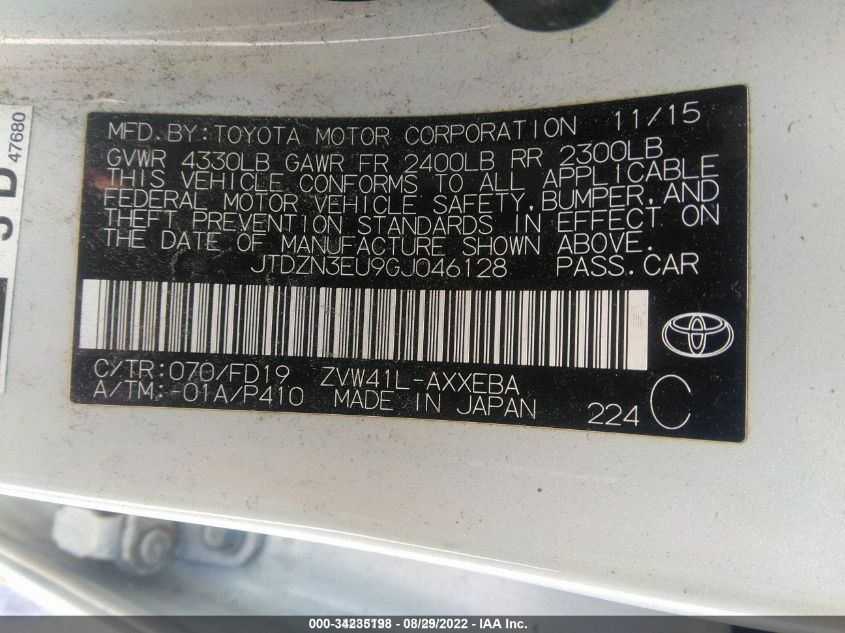 MFD. BY: TOYOTA MOTOR CORPORATION 11/15
GVWR 4330LB GAWR FR 2400LB RR 2300LB
THIS VEHICLE CONFORMS TO ALL APPLICABLE
FEDERAL MOTOR VEHICLE SAFETY, BUMPER, AND
THEFT PREVENTION STANDARDS IN EFFECT ON
THE DATE OF MANUFACTURE SHOWN ABOVE.
JTDZN3EU9GJ046128 PASS. CAR
C/TR: 070/FD19 ZVW41L-AXXEBA
A/TM: -01A/P410 MADE IN JAPAN 224 C
47680
000-34235198 - 08/29/2022 - IAA Inc.